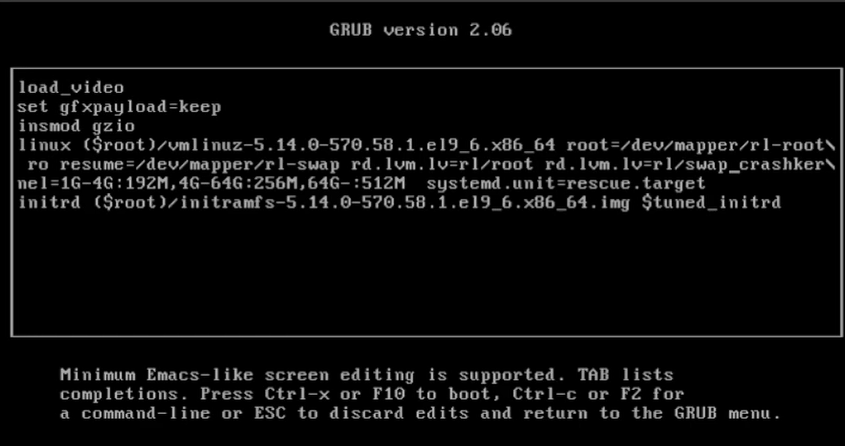 GRUB version 2.06
load_video
set gfxpayload=keep
insmod gzio
linux ($root)/vmlinuz-5.14.0-570.58.1.el9_6.x86_64 root=/dev/mapper/rl-root\
 ro resume=/dev/mapper/rl-swap rd.lvm.lv=rl/root rd.lvm.lv=rl/swap_crashker\
nel=1G-4G:192M,4G-64G:256M,64G-:512M  systemd.unit=rescue.target
initrd ($root)/initramfs-5.14.0-570.58.1.el9_6.x86_64.img $tuned_initrd
Minimum Emacs-like screen editing is supported. TAB lists
completions. Press Ctrl-x or F10 to boot, Ctrl-c or F2 for
a command-line or ESC to discard edits and return to the GRUB menu.